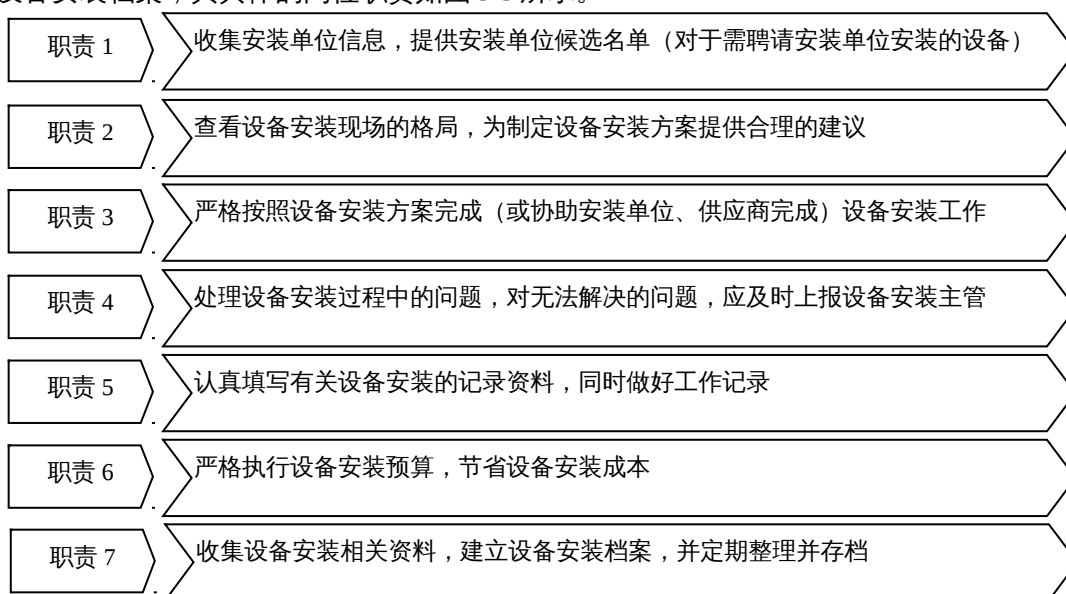 职责 1
收集安装单位信息，提供安装单位候选名单（对于需聘请安装单位安装的设备）
职责 2
查看设备安装现场的格局，为制定设备安装方案提供合理的建议
职责 3
严格按照设备安装方案完成（或协助安装单位、供应商完成）设备安装工作
职责 4
处理设备安装过程中的问题，对无法解决的问题，应及时上报设备安装主管
职责 5
认真填写有关设备安装的记录资料，同时做好工作记录
职责 6
严格执行设备安装预算，节省设备安装成本
职责 7
收集设备安装相关资料，建立设备安装档案，并定期整理并存档